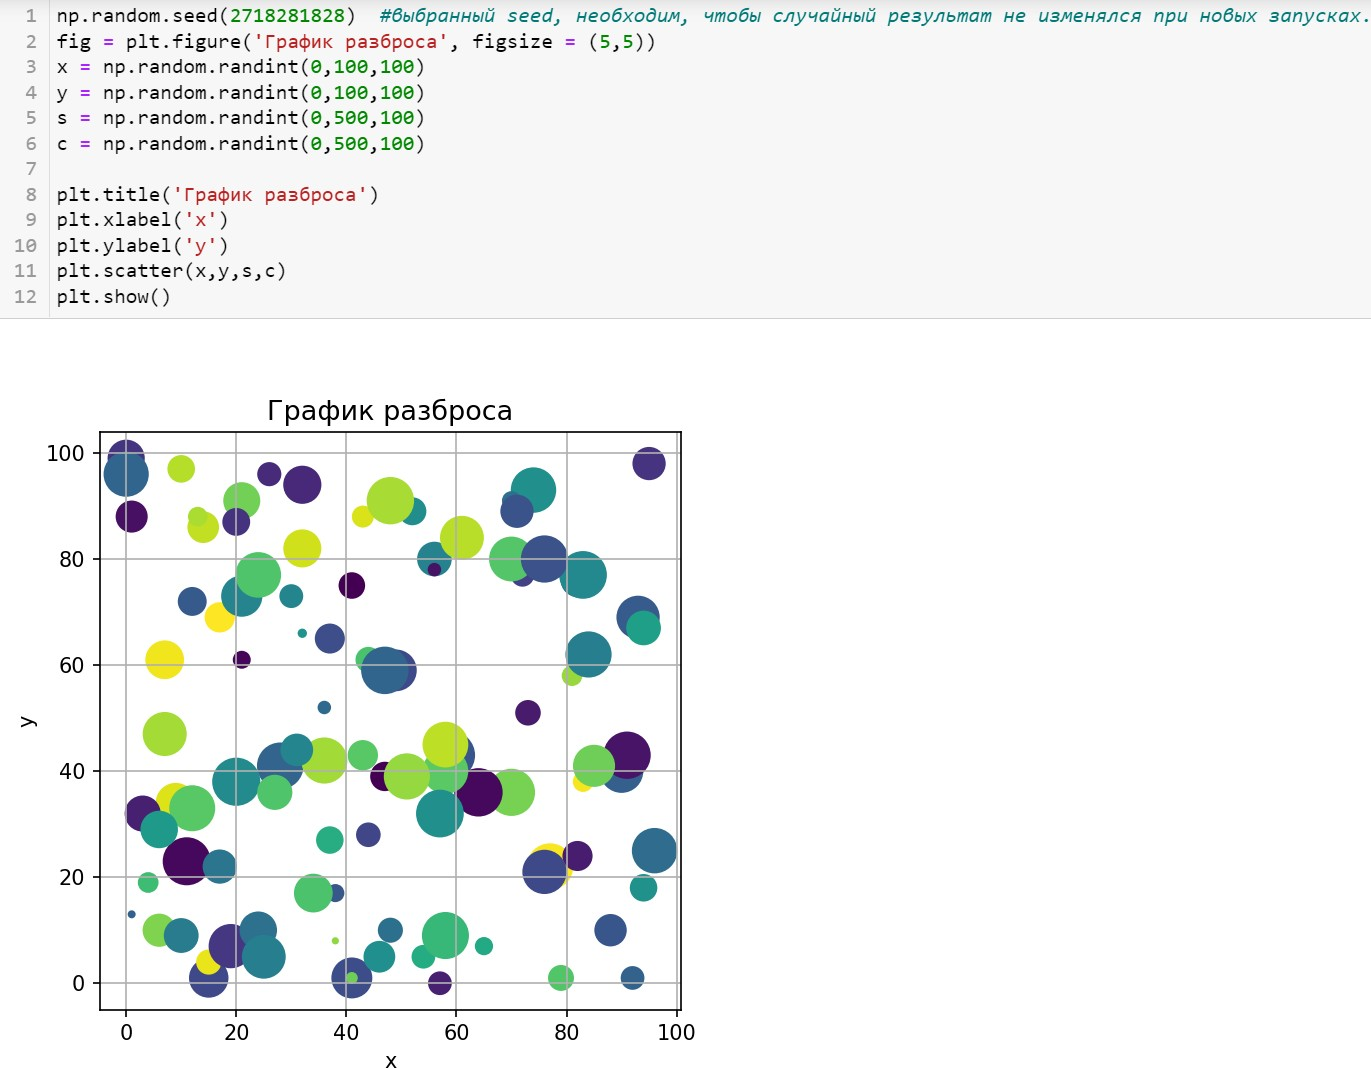 1 np.random.seed(2718281828)  #выбранный seed, необходим, чтобы случайный результат не изменялся при новых запусках.
2 fig = plt.figure('График разброса', figsize = (5,5))
3 x = np.random.randint(0,100,100)
4 y = np.random.randint(0,100,100)
5 s = np.random.randint(0,500,100)
6 c = np.random.randint(0,500,100)
7
8 plt.title('График разброса')
9 plt.xlabel('x')
10 plt.ylabel('y')
11 plt.scatter(x,y,s,c)
12 plt.show()
График разброса
100
80
60
y
40
20
0
0 20 40 60 80 100
x